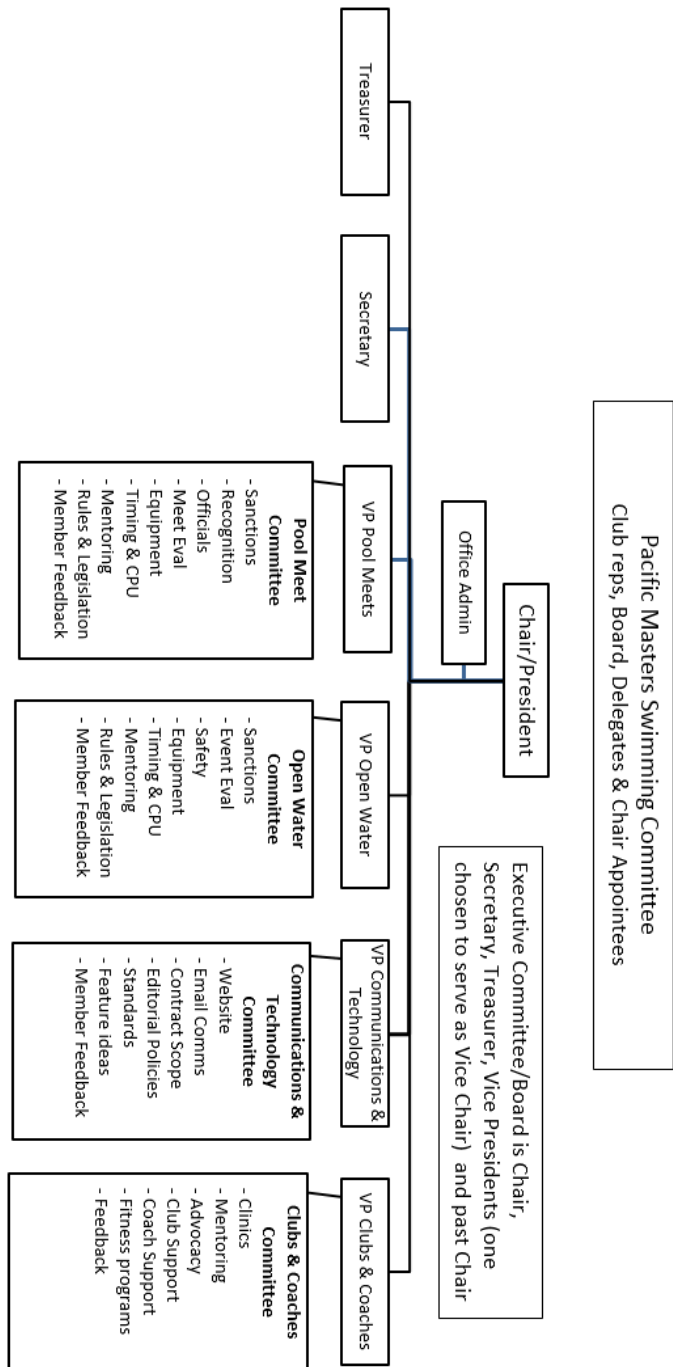 Pacific Masters Swimming Committee
Club reps, Board, Delegates & Chair Appointees
Chair/President
Executive Committee/Board is Chair,
Secretary, Treasurer, Vice Presidents (one
chosen to serve as Vice Chair) and past Chair
Office Admin
Treasurer
Secretary
VP Pool Meets
VP Open Water
VP Communications &
Technology
VP Clubs & Coaches
Pool Meet
Committee
- Sanctions
- Recognition
- Officials
- Meet Eval
- Equipment
- Timing & CPU
- Mentoring
- Rules & Legislation
- Member Feedback
Open Water
Committee
- Sanctions
- Event Eval
- Safety
- Equipment
- Timing & CPU
- Mentoring
- Rules & Legislation
- Member Feedback
Communications &
Technology
Committee
- Website
- Email Comms
- Contract Scope
- Editorial Policies
- Standards
- Feature ideas
- Member Feedback
Clubs & Coaches
Committee
- Clinics
- Mentoring
- Advocacy
- Club Support
- Coach Support
- Fitness programs
- Feedback